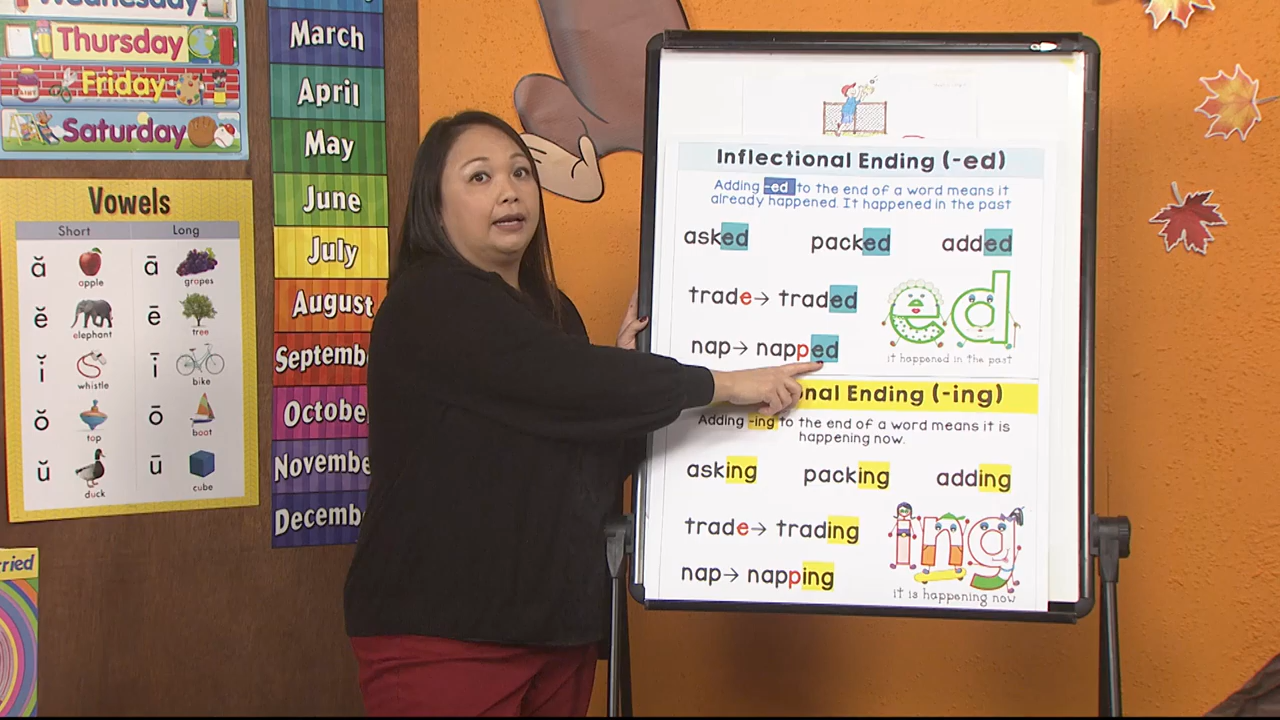 Wednesday
Thursday
Friday
Saturday
PAINT
March
April
May
June
July
August
Septemb
October
Novembe
Decemb
Vowels
Short Long
ă apple ā grapes
ĕ elephant ē tree
ĭ whistle ī bike
ŏ top ō boat
ŭ duck ū cube
rried
Inflectional Ending (-ed)
Adding -ed to the end of a word means it
already happened. It happened in the past
asked packed added
trade→ traded
nap→ napped
ed
it happened in the past
onal Ending (-ing)
Adding -ing to the end of a word means it is
happening now.
asking packing adding
trade→ trading
nap→ napping
ing
it is happening now